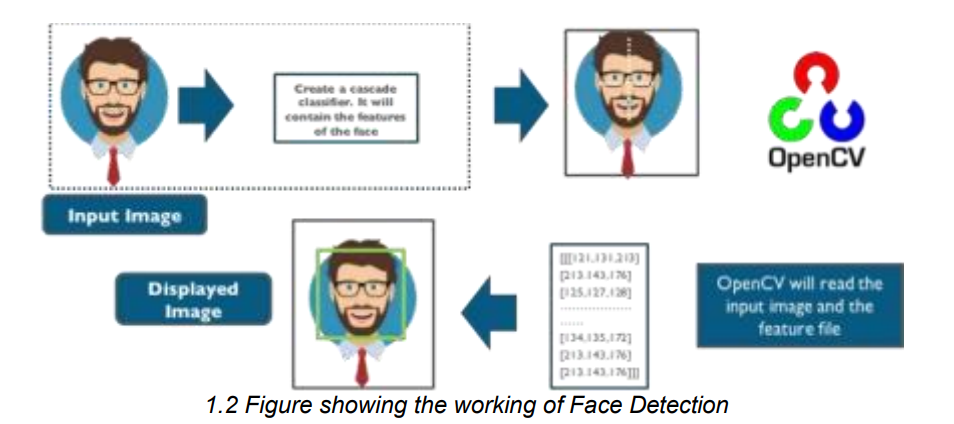 Create a cascade
classifier. It will
contain the features
of the face
OpenCV
Input Image
Displayed
Image
[[[121,131,213]
[213.143,176]
[125,127,128]
..................
......
[134,135,172]
[213.143,176]
[213.143,176]]]
OpenCV will read the
input image and the
feature file
1.2 Figure showing the working of Face Detection